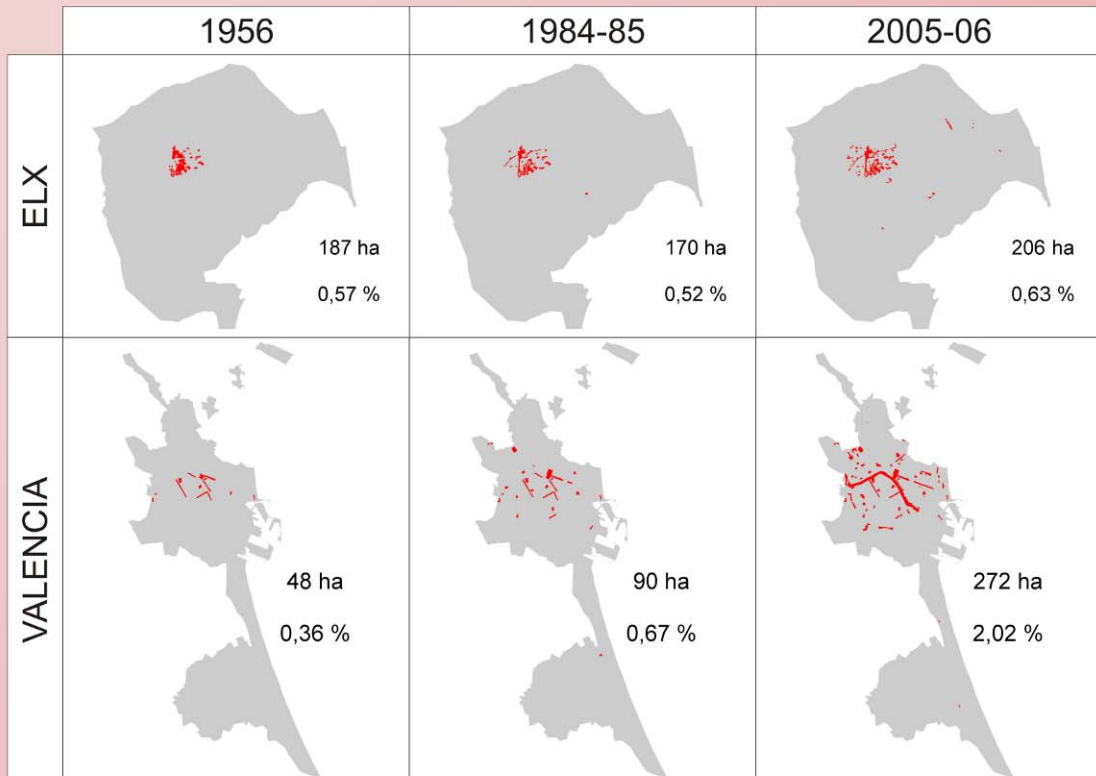 1956
1984-85
2005-06
ELX
187 ha
0,57 %
170 ha
0,52 %
206 ha
0,63 %
VALENCIA
48 ha
0,36 %
90 ha
0,67 %
272 ha
2,02 %